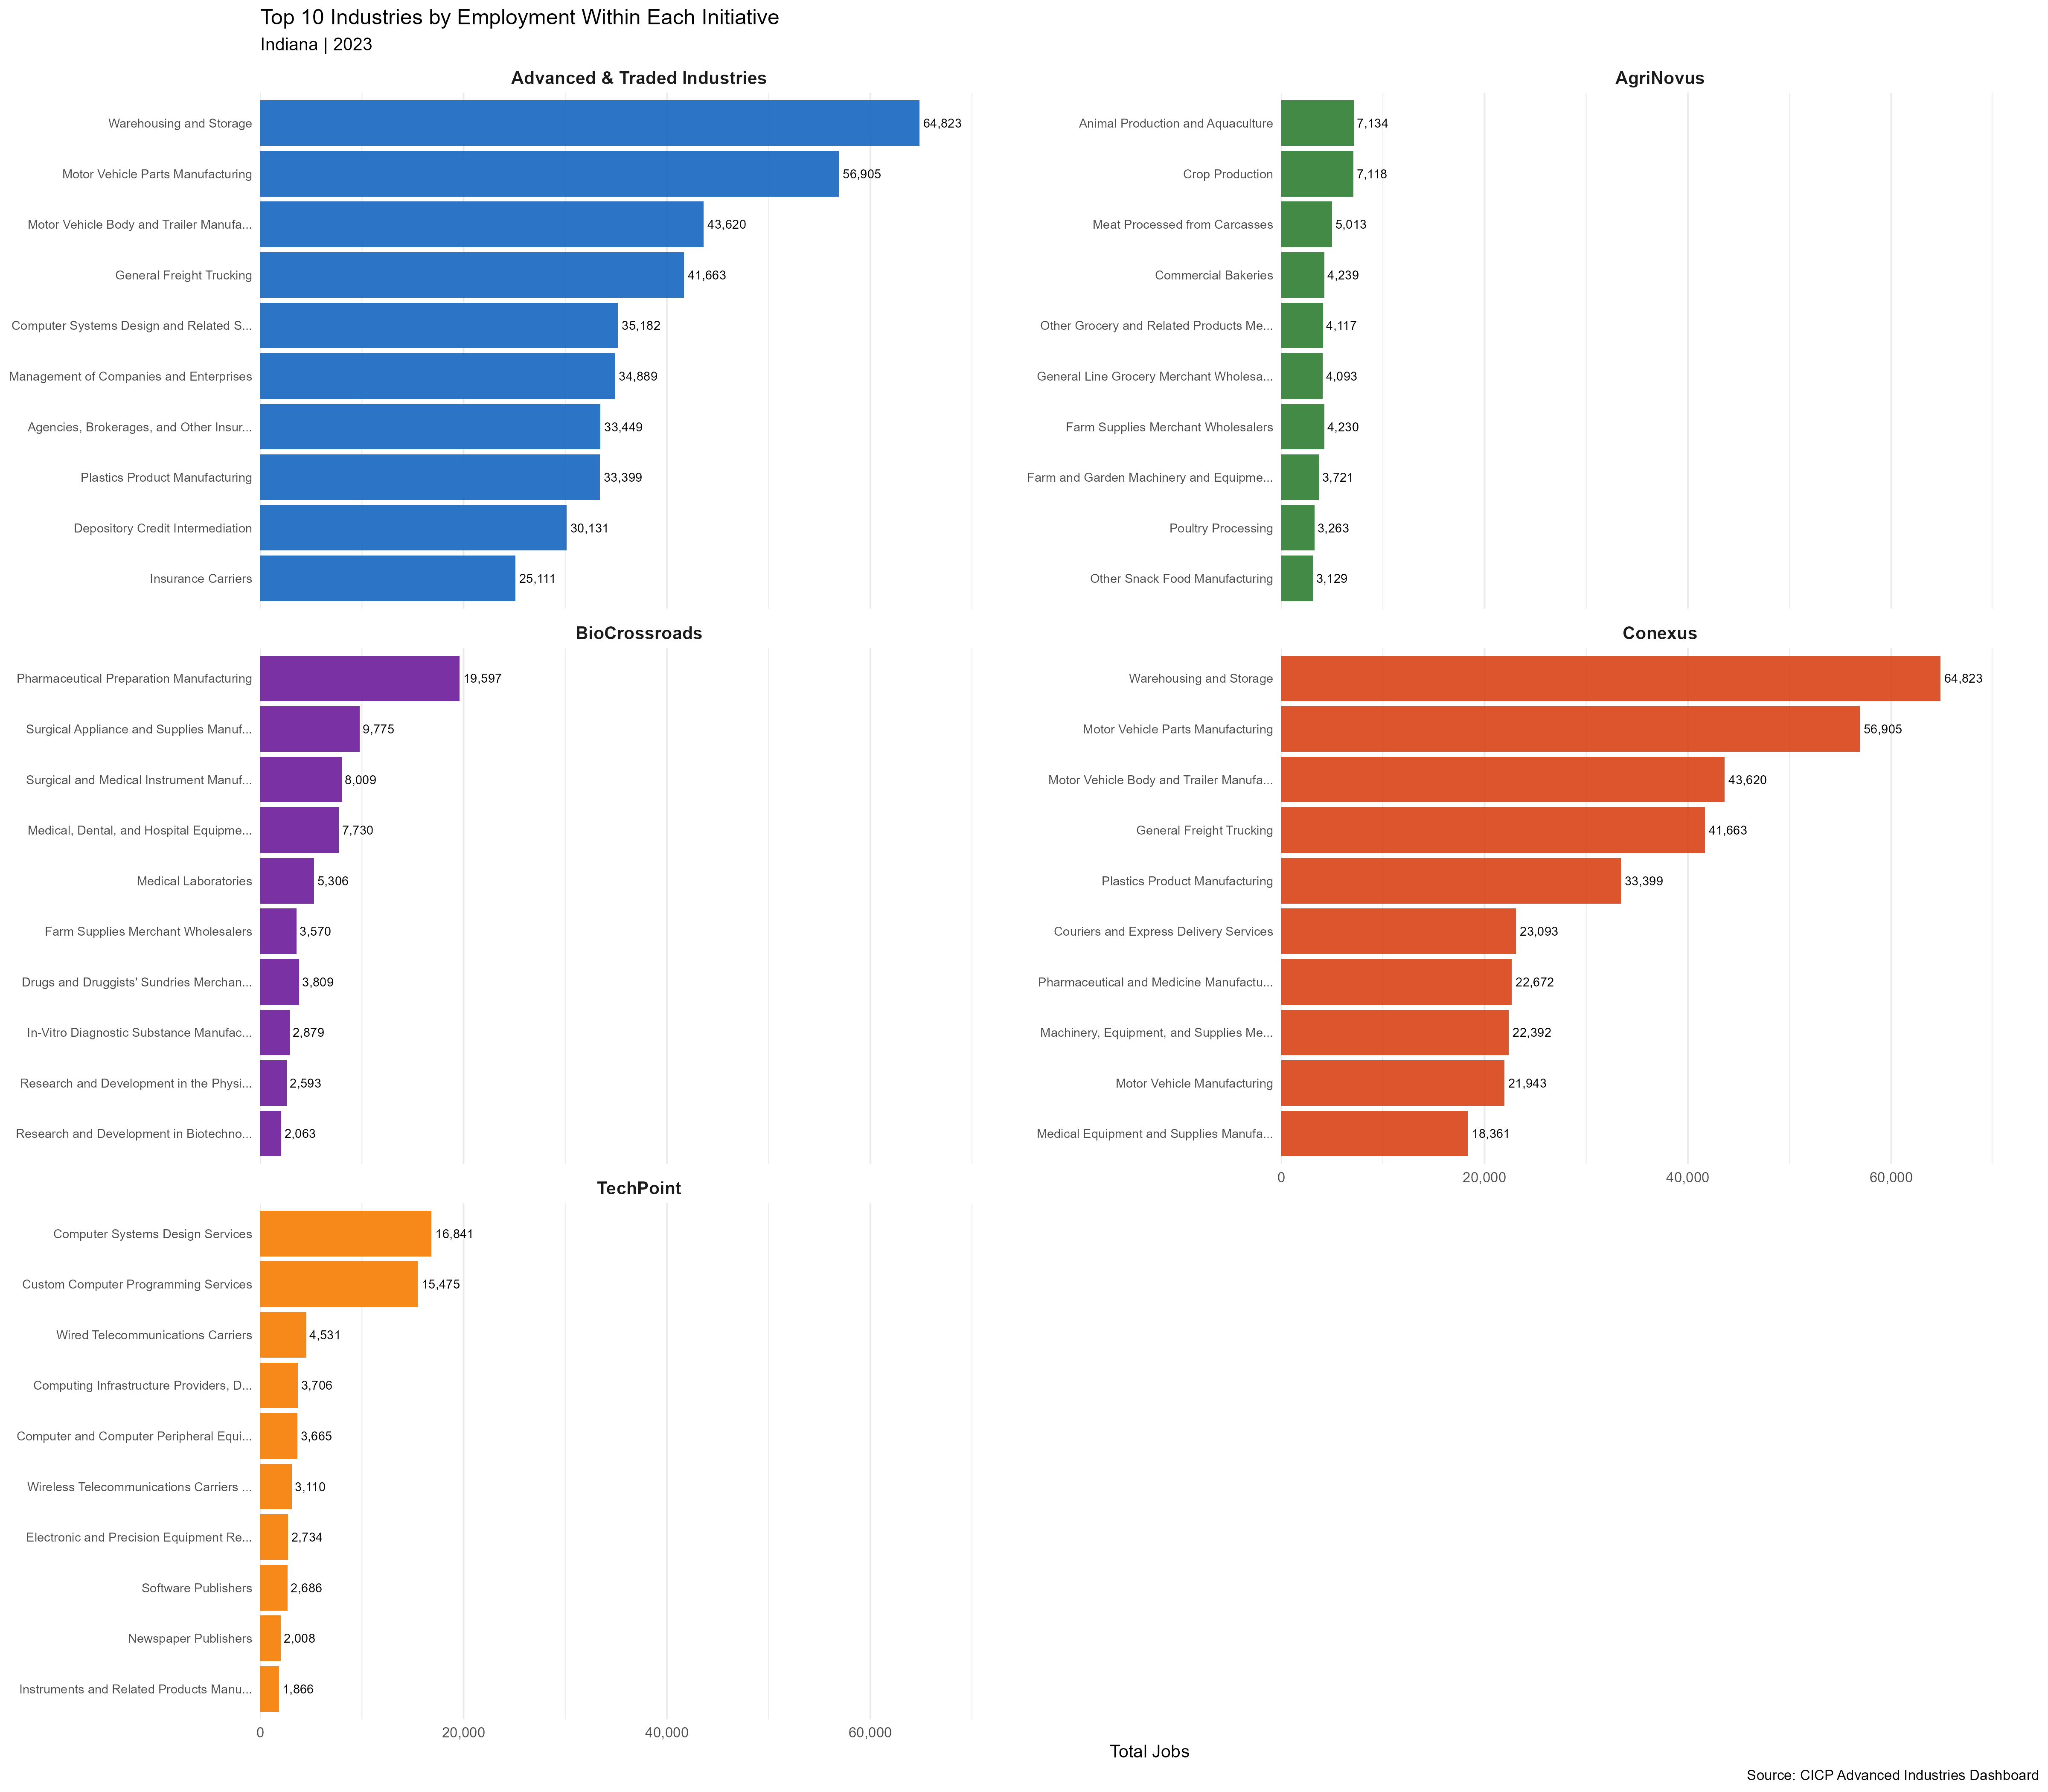 Top 10 Industries by Employment Within Each Initiative
Indiana | 2023
Advanced & Traded Industries
Warehousing and Storage 64,823
Motor Vehicle Parts Manufacturing 56,905
Motor Vehicle Body and Trailer Manufa... 43,620
General Freight Trucking 41,663
Computer Systems Design and Related S... 35,182
Management of Companies and Enterprises 34,889
Agencies, Brokerages, and Other Insur... 33,449
Plastics Product Manufacturing 33,399
Depository Credit Intermediation 30,131
Insurance Carriers 25,111
AgriNovus
Animal Production and Aquaculture 7,134
Crop Production 7,118
Meat Processed from Carcasses 5,013
Commercial Bakeries 4,239
Other Grocery and Related Products Me... 4,117
General Line Grocery Merchant Wholesa... 4,093
Farm Supplies Merchant Wholesalers 4,230
Farm and Garden Machinery and Equipme... 3,721
Poultry Processing 3,263
Other Snack Food Manufacturing 3,129
BioCrossroads
Pharmaceutical Preparation Manufacturing 19,597
Surgical Appliance and Supplies Manuf... 9,775
Surgical and Medical Instrument Manuf... 8,009
Medical, Dental, and Hospital Equipme... 7,730
Medical Laboratories 5,306
Farm Supplies Merchant Wholesalers 3,570
Drugs and Druggists' Sundries Merchan... 3,809
In-Vitro Diagnostic Substance Manufac... 2,879
Research and Development in the Physi... 2,593
Research and Development in Biotechno... 2,063
Conexus
Warehousing and Storage 64,823
Motor Vehicle Parts Manufacturing 56,905
Motor Vehicle Body and Trailer Manufa... 43,620
General Freight Trucking 41,663
Plastics Product Manufacturing 33,399
Couriers and Express Delivery Services 23,093
Pharmaceutical and Medicine Manufactu... 22,672
Machinery, Equipment, and Supplies Me... 22,392
Motor Vehicle Manufacturing 21,943
Medical Equipment and Supplies Manufa... 18,361
0 20,000 40,000 60,000
TechPoint
Computer Systems Design Services 16,841
Custom Computer Programming Services 15,475
Wired Telecommunications Carriers 4,531
Computing Infrastructure Providers, D... 3,706
Computer and Computer Peripheral Equi... 3,665
Wireless Telecommunications Carriers ... 3,110
Electronic and Precision Equipment Re... 2,734
Software Publishers 2,686
Newspaper Publishers 2,008
Instruments and Related Products Manu... 1,866
0 20,000 40,000 60,000
Total Jobs
Source: CICP Advanced Industries Dashboard